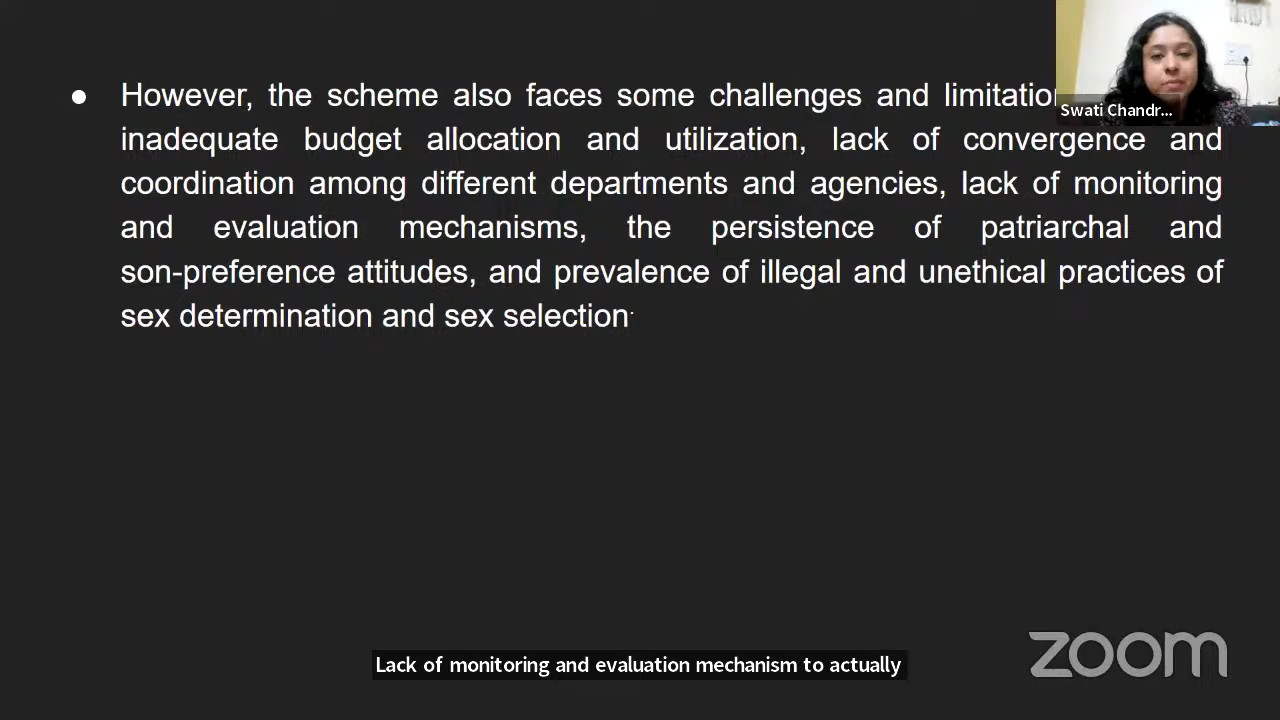 ● However, the scheme also faces some challenges and limitation
inadequate budget allocation and utilization, lack of convergence and
coordination among different departments and agencies, lack of monitoring
and evaluation mechanisms, the persistence of patriarchal and
son-preference attitudes, and prevalence of illegal and unethical practices of
sex determination and sex selection.
Swati Chandr...
Lack of monitoring and evaluation mechanism to actually
zoom